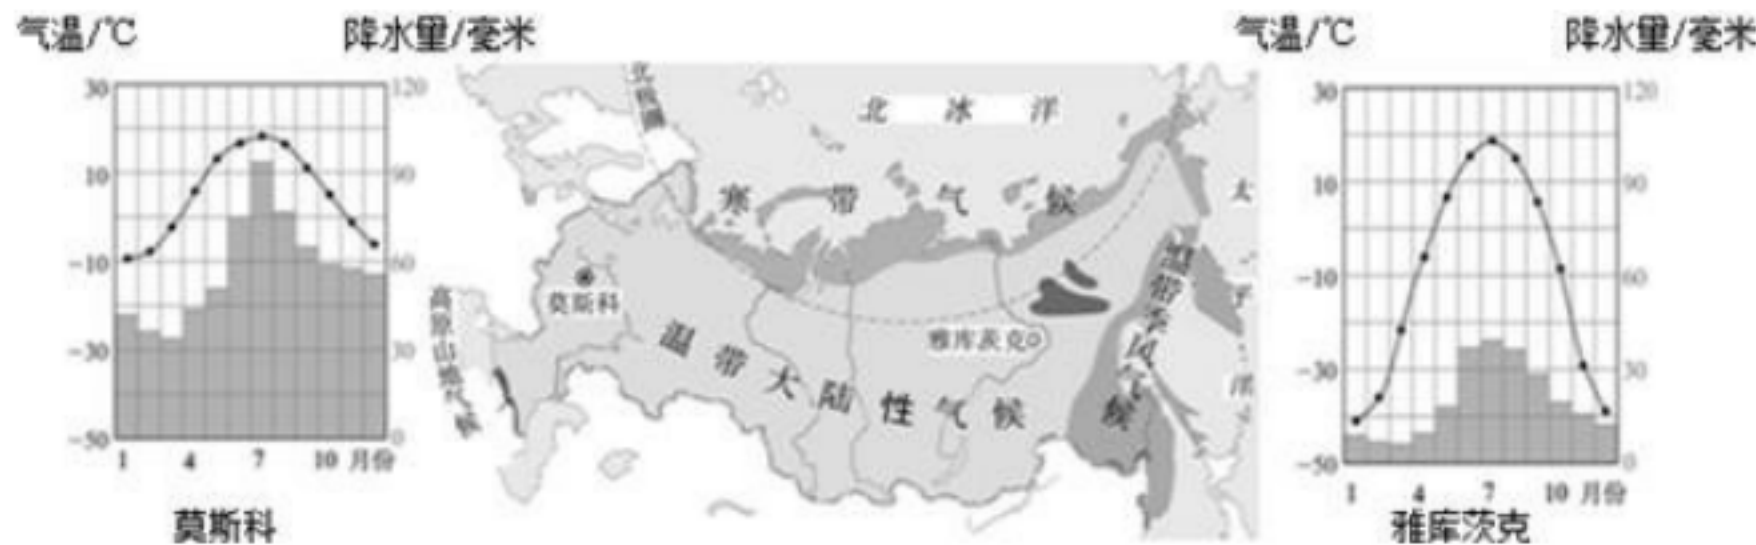 气温/℃
降水量/毫米
30
10
-10
-30
-50
120
90
60
30
0
1
4
7
10 月份
莫斯科
北极圈
北冰洋
寒带气候
太
平
洋
莫斯科
雅库茨克
温带大陆性气候
温带季风气候
高原山地气候
气温/℃
降水量/毫米
30
10
-10
-30
-50
120
90
60
30
0
1
4
7
10 月份
雅库茨克